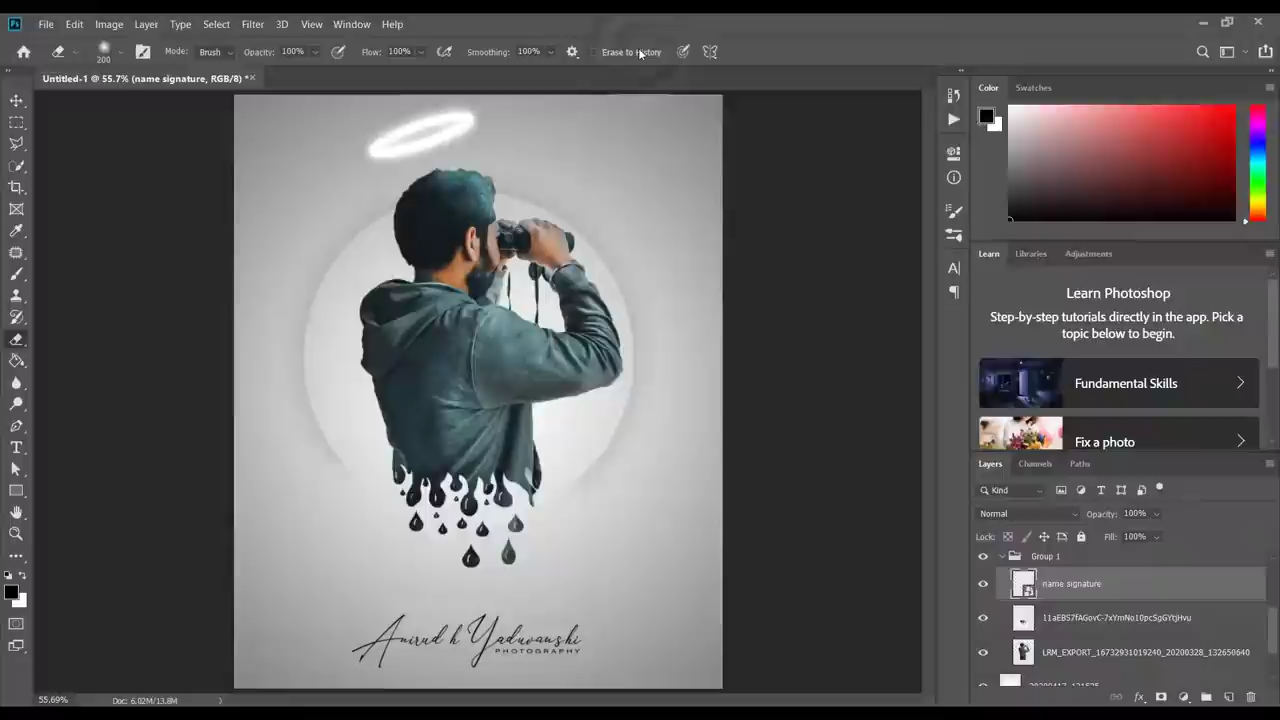 Ps File Edit Image Layer Type Select Filter 3D View Window Help
200 Mode: Brush Opacity: 100% Flow: 100% Smoothing: 100% Erase to History
Untitled-1 @ 55.7% (name signature, RGB/8) *
Color Swatches
Learn Libraries Adjustments
Learn Photoshop
Step-by-step tutorials directly in the app. Pick a
topic below to begin.
Fundamental Skills
Fix a photo
Layers Channels Paths
Kind
Normal Opacity: 100%
Lock: Fill: 100%
Group 1
name signature
LRM_EXPORT_16732931019240_20200328_132650640
Anirudh Yaduvanshi
PHOTOGRAPHY
55.69% Doc: 6.02M/13.8M